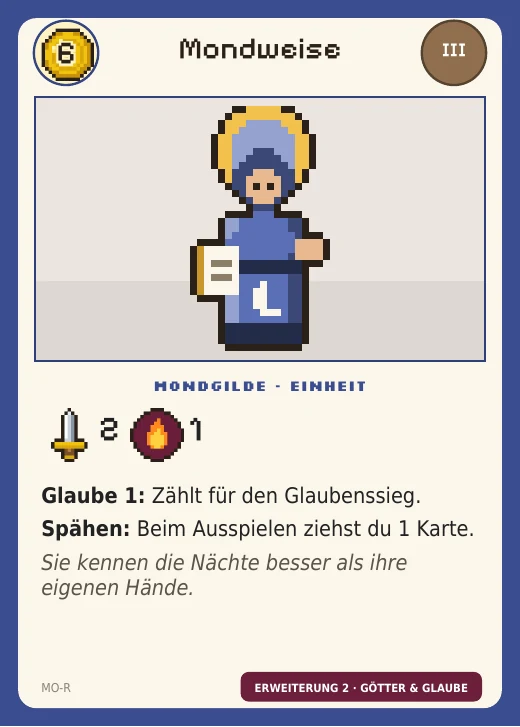 6
Mondweise
III
MONDGILDE - EINHEIT
2 1
Glaube 1: Zählt für den Glaubenssieg.
Spähen: Beim Ausspielen ziehst du 1 Karte.
Sie kennen die Nächte besser als ihre
eigenen Hände.
MO-R
ERWEITERUNG 2 · GÖTTER & GLAUBE